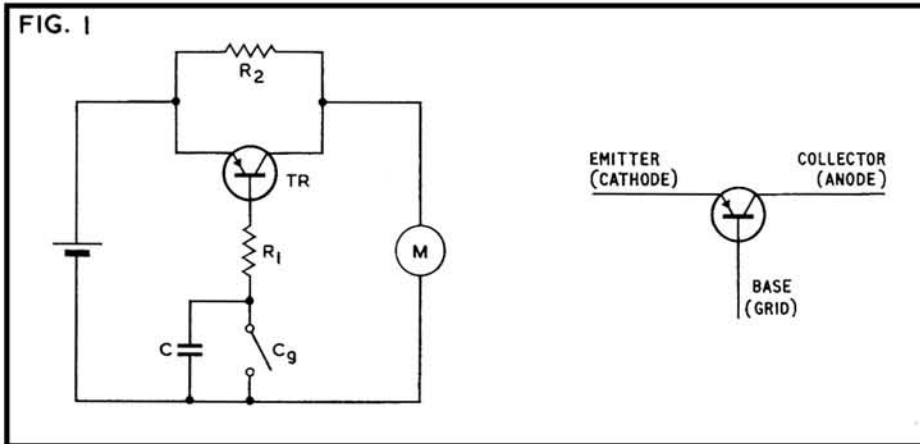 FIG. 1
R2
TR
R1
C
Cg
M
EMITTER
(CATHODE)
COLLECTOR
(ANODE)
BASE
(GRID)